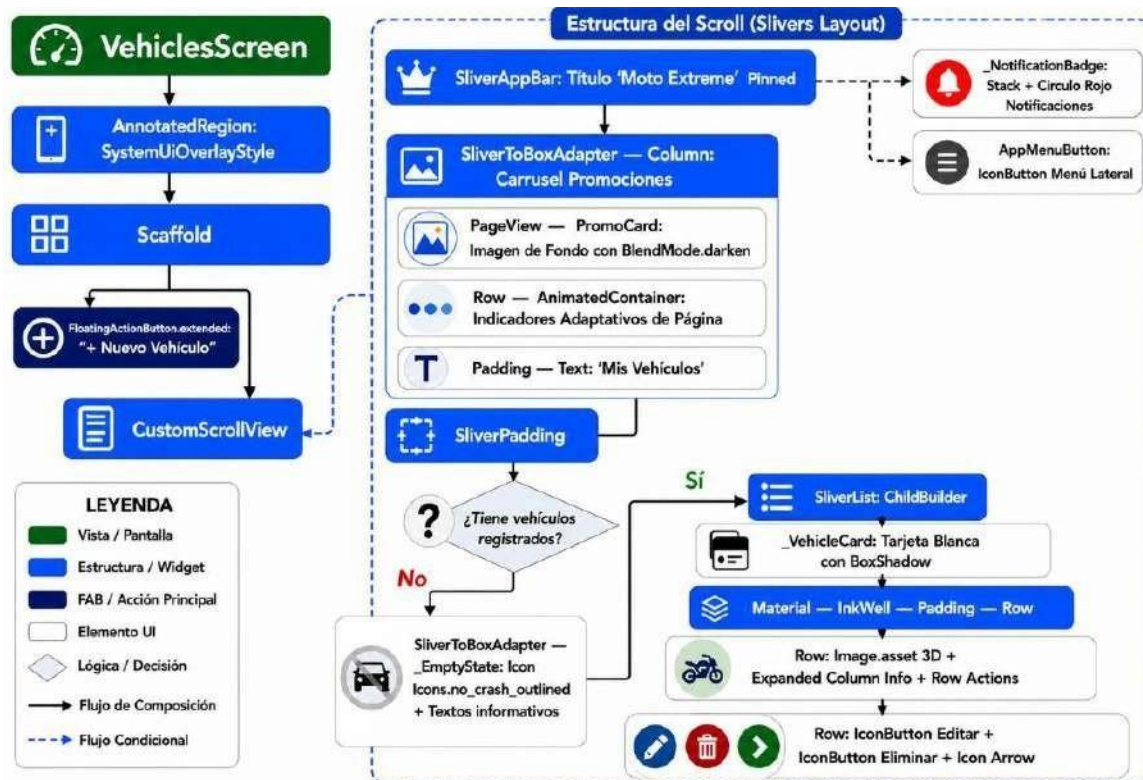 VehiclesScreen
AnnotatedRegion:
SystemUiOverlayStyle
Scaffold
FloatingActionButton.extended:
“+ Nuevo Vehículo”
CustomScrollView
LEYENDA
Vista / Pantalla
Estructura / Widget
FAB / Acción Principal
Elemento UI
Lógica / Decisión
Flujo de Composición
Flujo Condicional
Estructura del Scroll (Slivers Layout)
SliverAppBar: Título ‘Moto Extreme’ Pinned
_NotificationBadge:
Stack + Circulo Rojo
Notificaciones
AppMenuButton:
IconButton Menú Lateral
SliverToBoxAdapter — Column:
Carrusel Promociones
PageView — PromoCard:
Imagen de Fondo con BlendMode.darken
Row — AnimatedContainer:
Indicadores Adaptativos de Página
T
Padding — Text: ‘Mis Vehículos’
SliverPadding
?
¿Tiene vehículos
registrados?
Sí
No
SliverToBoxAdapter —
_EmptyState: Icon
Icons.no_crash_outlined
+ Textos informativos
SliverList: ChildBuilder
_VehicleCard: Tarjeta Blanca
con BoxShadow
Material — InkWell — Padding — Row
Row: Image.asset 3D +
Expanded Column Info + Row Actions
Row: IconButton Editar +
IconButton Eliminar + Icon Arrow